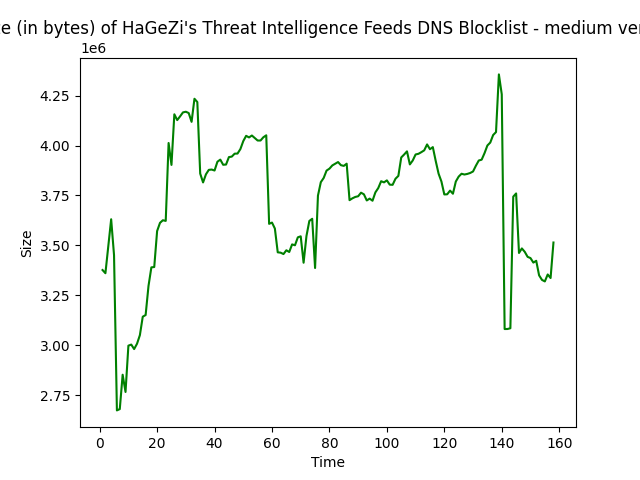 e (in bytes) of HaGeZi's Threat Intelligence Feeds DNS Blocklist - medium ver
1e6
4.25
4.00
3.75
3.50
3.25
3.00
2.75
Size
0 20 40 60 80 100 120 140 160
Time